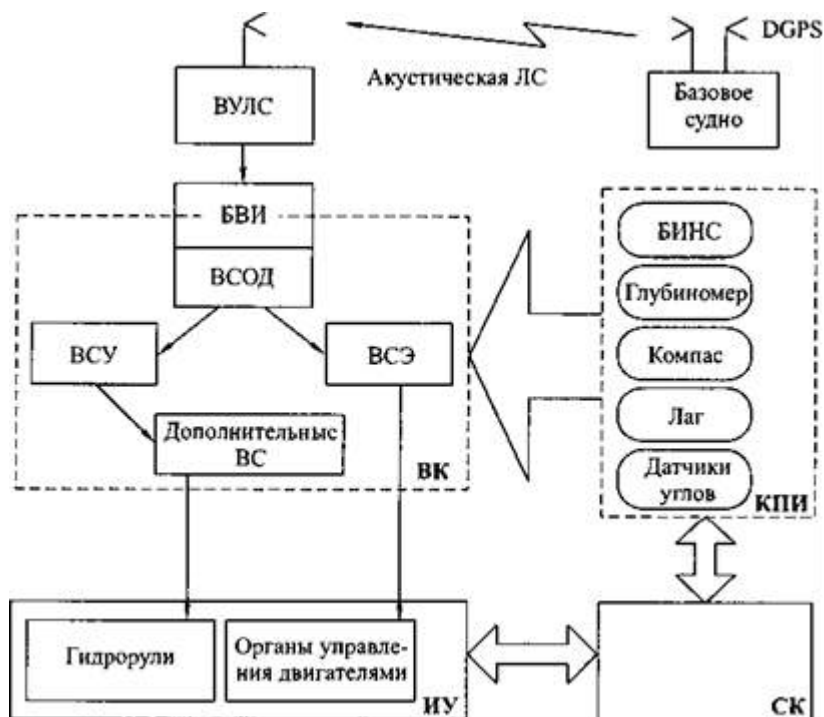 DGPS
Акустическая ЛС
Базовое
судно
ВУЛС
БВИ
ВСОД
ВСУ
ВСЭ
Дополнительные
ВС
ВК
БИНС
Глубиномер
Компас
Лаг
Датчики
углов
КПИ
Гидрорули
Органы управле-
ния двигателями
ИУ
СК